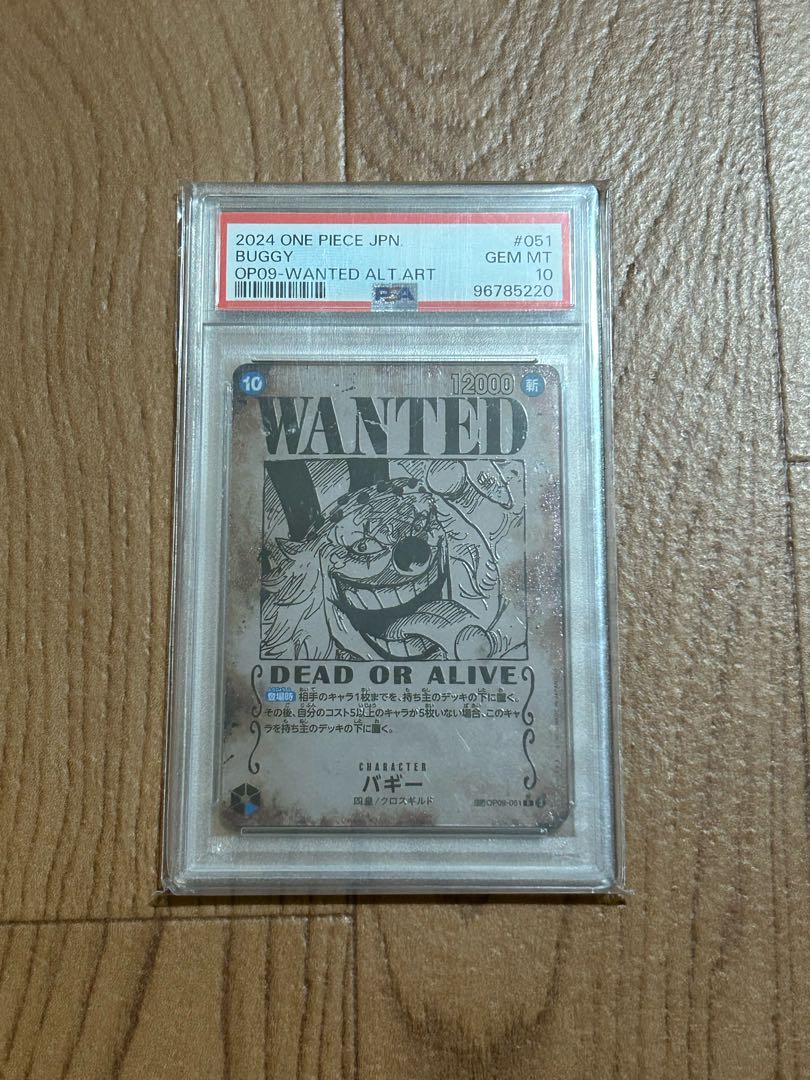 2024 ONE PIECE JPN. #051
BUGGY GEM MT
OP09-WANTED ALT.ART 10
PSA 96785220
10 12000 斬
WANTED
DEAD OR ALIVE
登場時 相手のキャラ1枚までを、持ち主のデッキの下に置く。
その後、自分のコスト5以上のキャラが5枚いない場合、このキャ
ラを持ち主のデッキの下に置く。
CHARACTER
バギー
四皇/クロスギルド
OP09-051